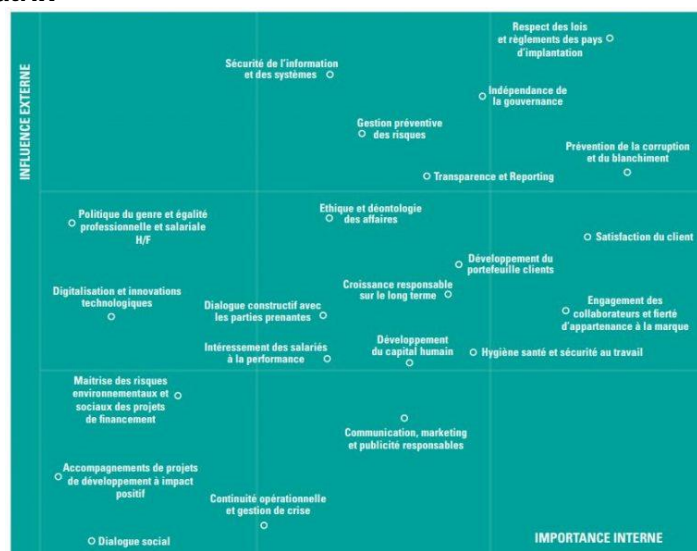 Respect des lois
et règlements des pays
d'implantation
Sécurité de l'information
et des systèmes
Indépendance de
la gouvernance
Gestion préventive
des risques
Prévention de la corruption
et du blanchiment
Transparence et Reporting
INFLUENCE EXTERNE
Politique du genre et égalité
professionnelle et salariale
H/F
Ethique et déontologie
des affaires
Satisfaction du client
Développement du
portefeuille clients
Digitalisation et innovations
technologiques
Croissance responsable
sur le long terme
Dialogue constructif avec
les parties prenantes
Engagement des
collaborateurs et fierté
d'appartenance à la marque
Intéressement des salariés
à la performance
Développement
du capital humain
Hygiène santé et sécurité au travail
Maitrise des risques
environnementaux et
sociaux des projets
de financement
Communication, marketing
et publicité responsables
Accompagnements de projets
de développement à impact
positif
Continuité opérationnelle
et gestion de crise
Dialogue social
IMPORTANCE INTERNE